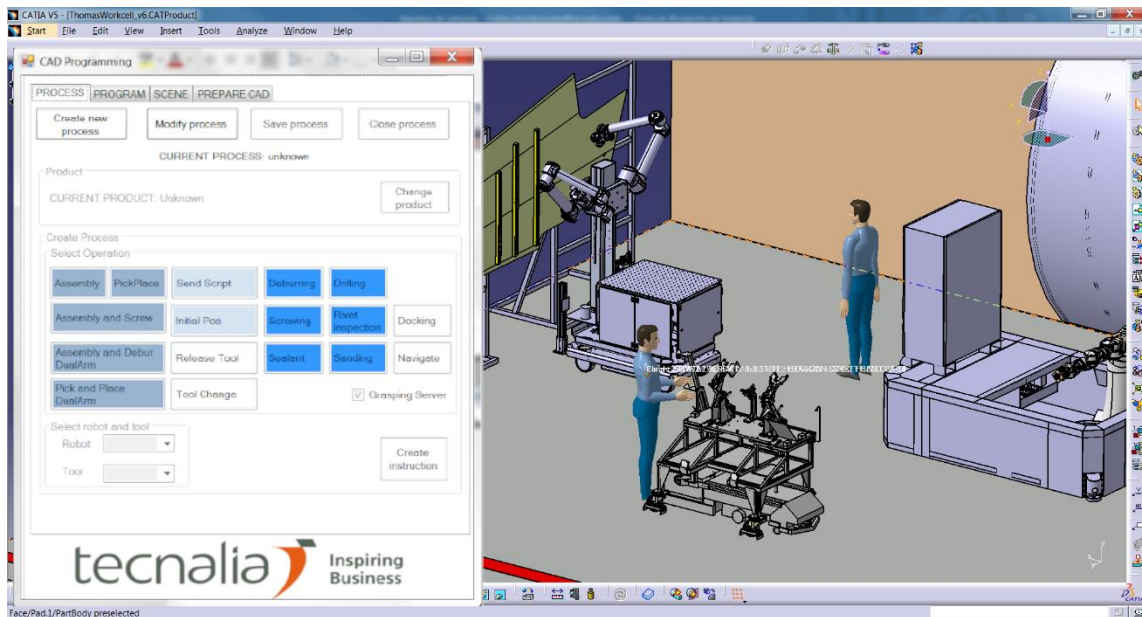 CATIA V5 - [ThomasWorkcell_v6.CATProduct]
Start File Edit View Insert Tools Analyze Window Help
CAD Programming
PROCESS PROGRAM SCENE PREPARE CAD
Create new process
Modify process
Save process
Close process
CURRENT PROCESS: unknown
Product
CURRENT PRODUCT: Unknown
Change product
Create Process
Select Operation
Assembly PickPlace Send Script Deburring Drilling
Assembly and Screw Initial Pos Screwing Rivet inspection Docking
Assembly and Debur DualArm Release Tool Sealant Sanding Navigate
Pick and Place DualArm Tool Change Grasping Server
Select robot and tool
Robot
Tool
Create instruction
tecnalia Inspiring Business
Face/Pad.1/PartBody preselected
CATIA